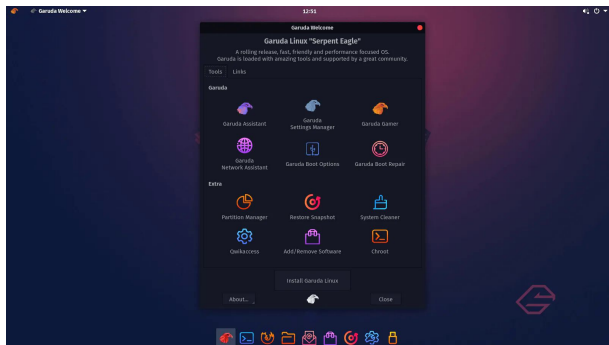 Garuda Welcome
12:51
Garuda Welcome
Garuda Linux "Serpent Eagle"
A rolling release, fast, friendly and performance focused OS.
Garuda is loaded with amazing tools and supported by a great community.
Tools Links
Garuda
Garuda Assistant
Garuda
Settings Manager
Garuda Gamer
Garuda
Network Assistant
Garuda Boot Options
Garuda Boot Repair
Extra
Partition Manager
Restore Snapshot
System Cleaner
Qwikaccess
Add/Remove Software
Chroot
Install Garuda Linux
About...
Close